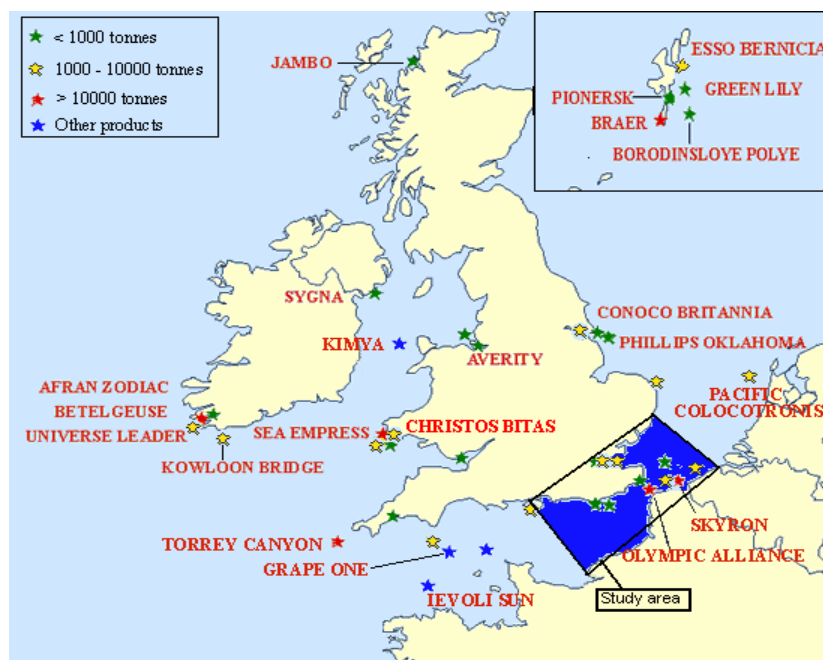 < 1000 tonnes
1000 - 10000 tonnes
> 10000 tonnes
Other products
JAMBO
ESSO BERNICIA
GREEN LILY
PIONERSK
BRAER
BORODINSLOYE POLYE
SYGNA
CONOCO BRITANNIA
PHILLIPS OKLAHOMA
KIMYA
AVERITY
AFRAN ZODIAC
BETELGEUSE
UNIVERSE LEADER
PACIFIC
COLOCOTRONIS
SEA EMPRESS
CHRISTOS BITAS
KOWLOON BRIDGE
SKYRON
TORREY CANYON
OLYMPIC ALLIANCE
GRAPE ONE
IEVOLI SUN
Study area